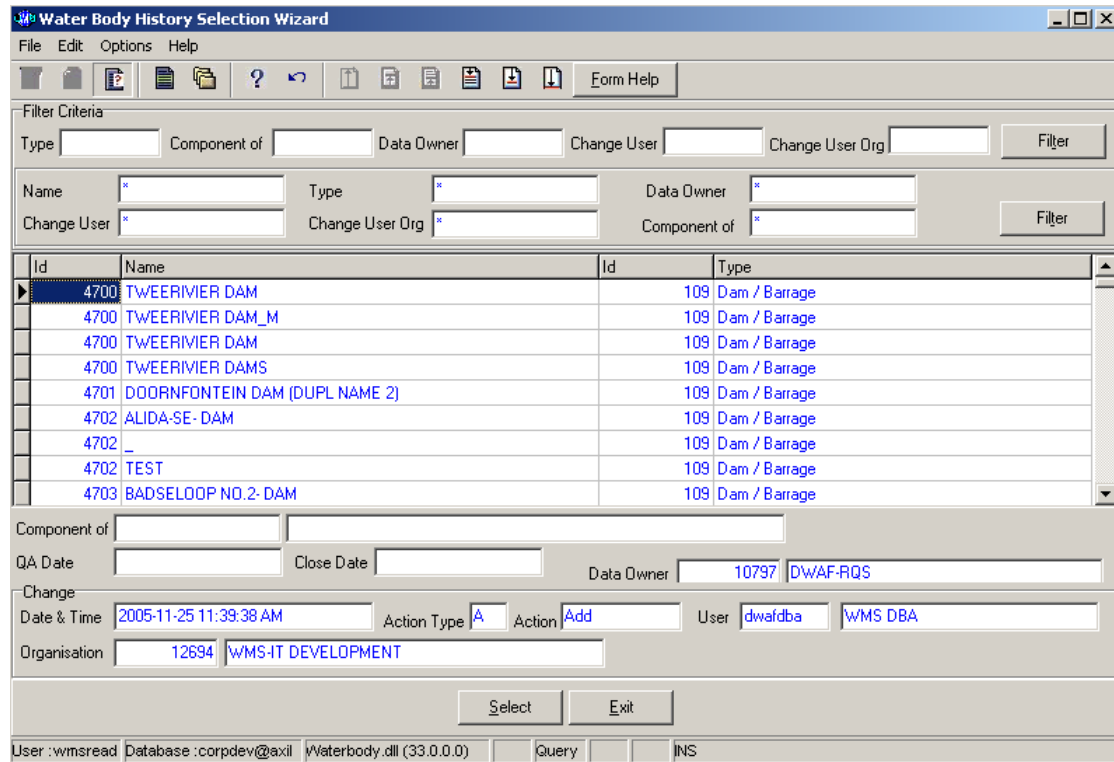 Water Body History Selection Wizard
File Edit Options Help
Form Help
Filter Criteria
Type Component of Data Owner Change User Change User Org Filter
Name * Type * Data Owner *
Change User * Change User Org * Component of * Filter
Id Name Id Type
4700 TWEERIVIER DAM 109 Dam / Barrage
4700 TWEERIVIER DAM_M 109 Dam / Barrage
4700 TWEERIVIER DAM 109 Dam / Barrage
4700 TWEERIVIER DAMS 109 Dam / Barrage
4701 DOORNFONTEIN DAM (DUPL NAME 2) 109 Dam / Barrage
4702 ALIDA-SE- DAM 109 Dam / Barrage
4702 _ 109 Dam / Barrage
4702 TEST 109 Dam / Barrage
4703 BADSELOOP NO.2- DAM 109 Dam / Barrage
Component of
QA Date Close Date Data Owner 10797 DWAF-RQS
Change
Date & Time 2005-11-25 11:39:38 AM Action Type A Action Add User dwafdba WMS DBA
Organisation 12694 WMS-IT DEVELOPMENT
Select Exit
User :wmsread Database :corpdev@axil Waterbody.dll (33.0.0.0) Query INS